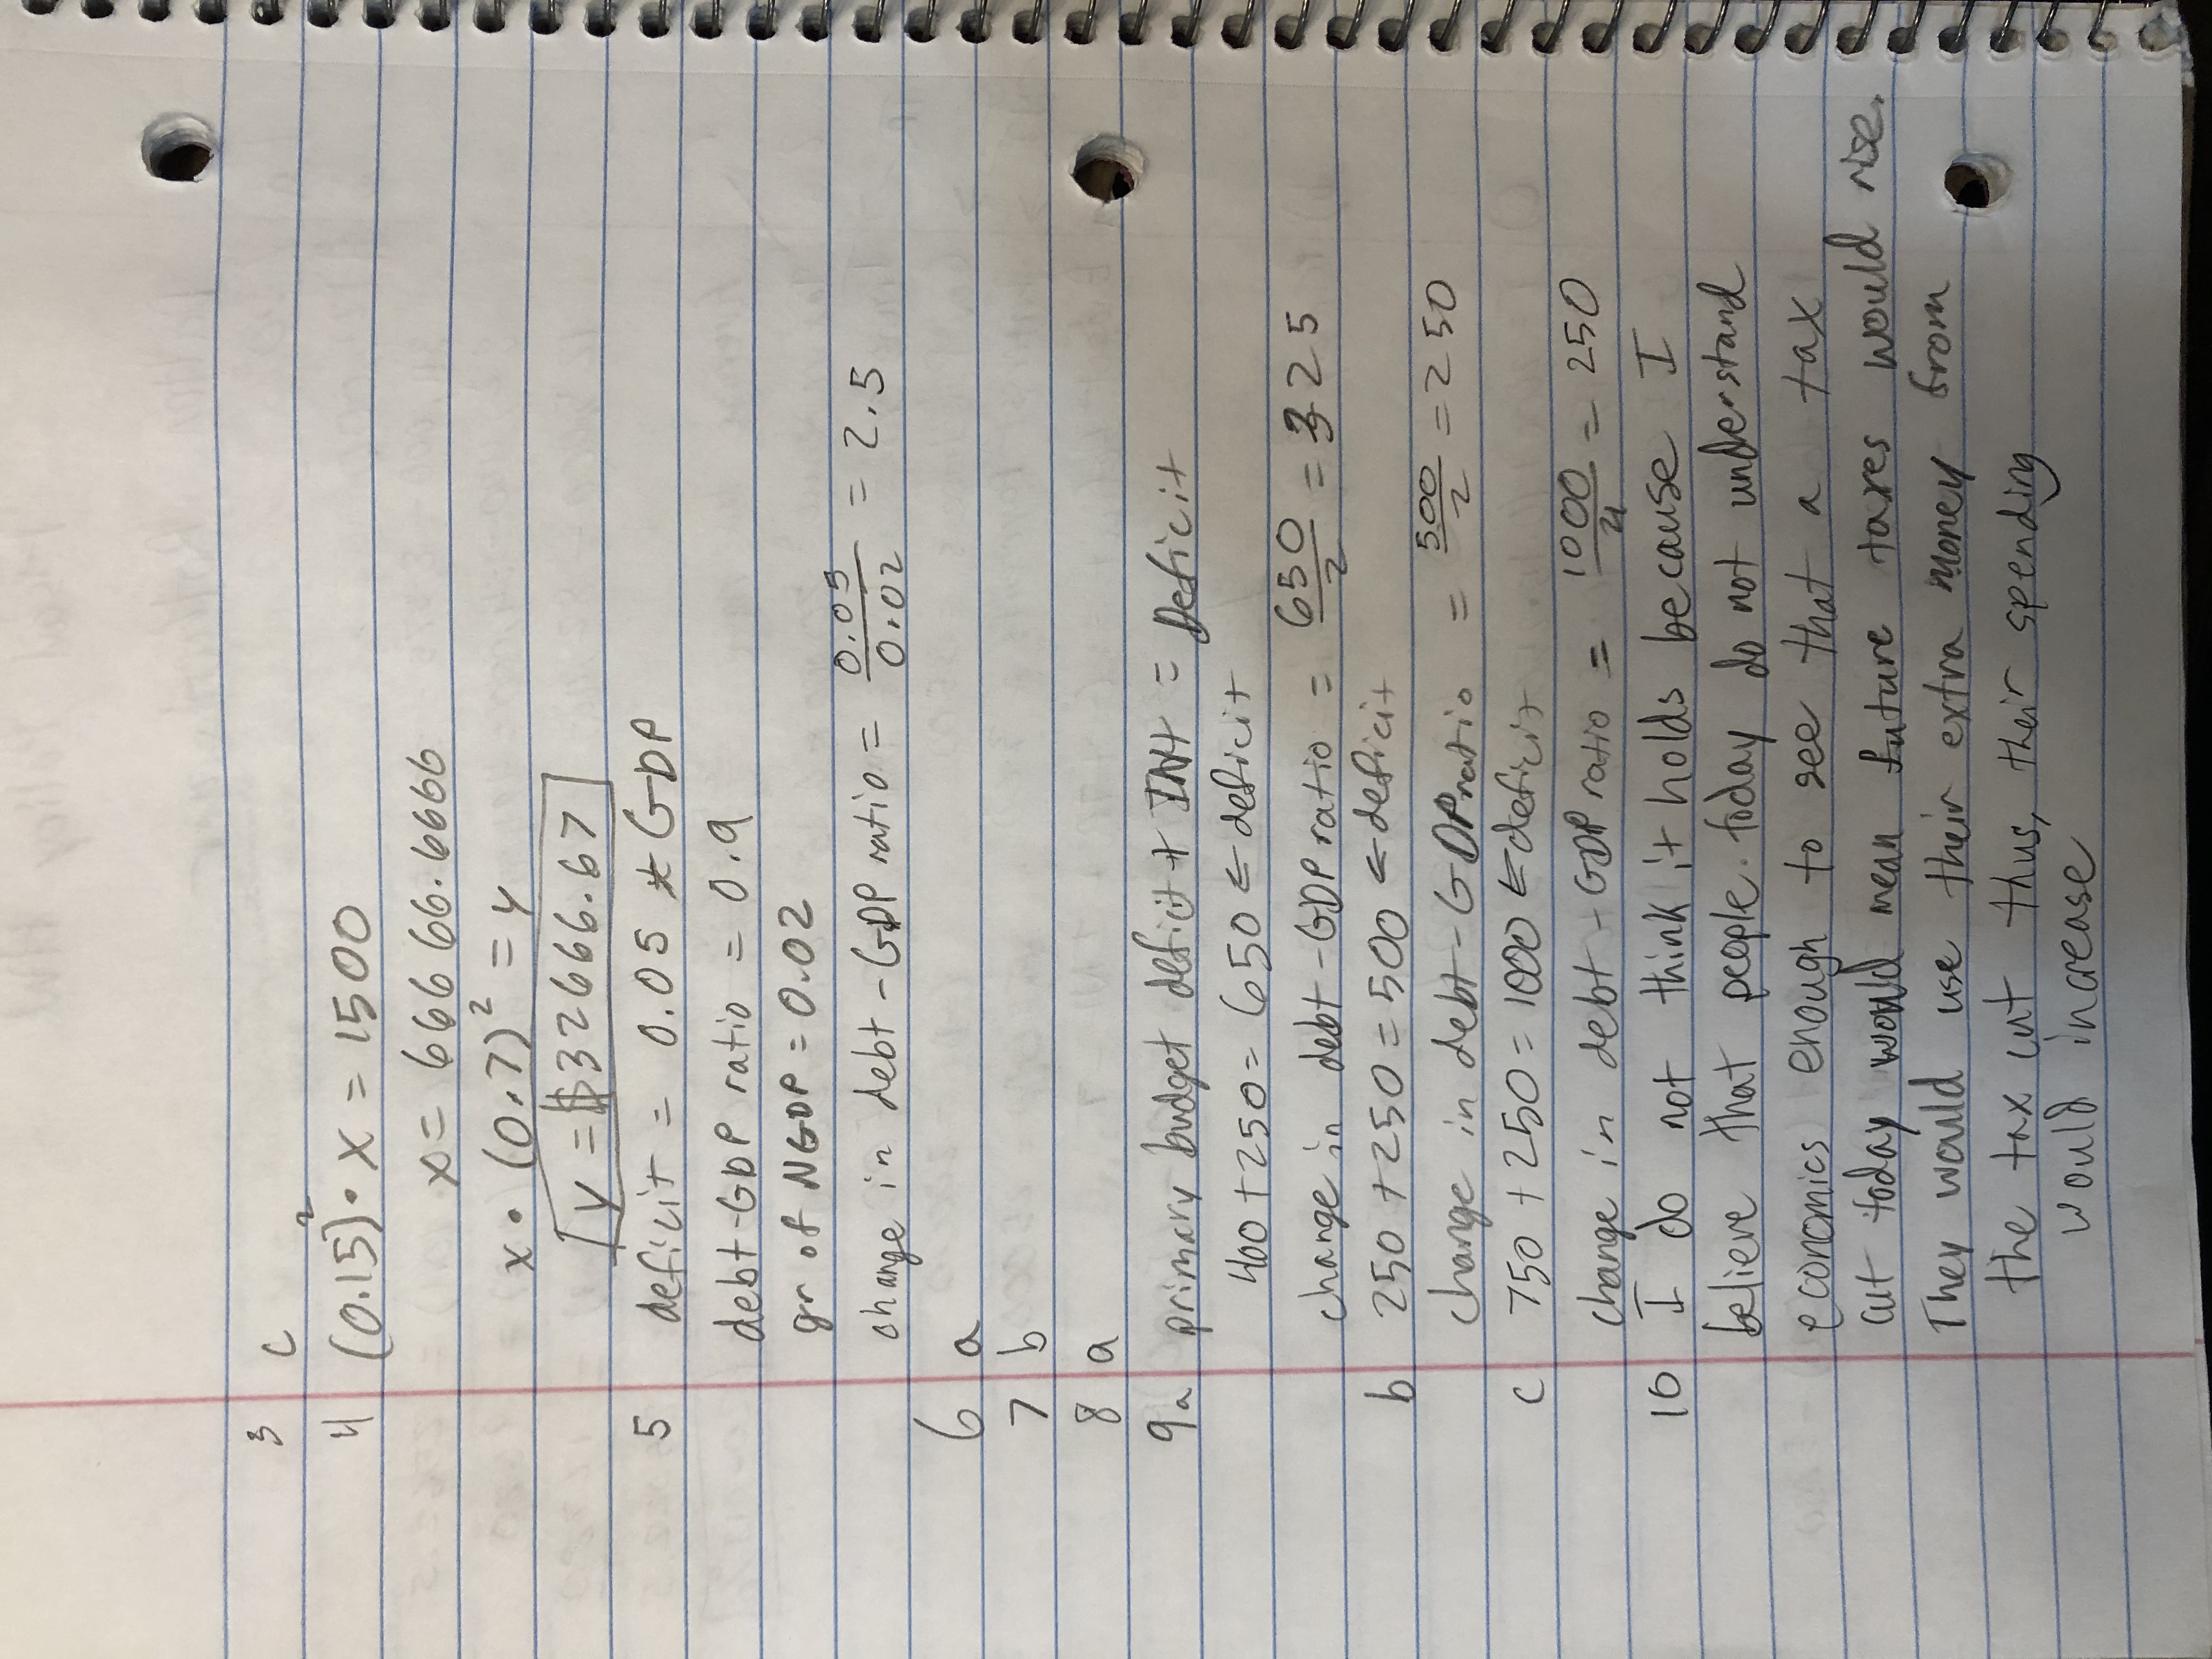 3 C
4 (0.15)² · x = 1500
x = 66666.6666
x · (0.7)² = y
y = $32666.67
5 deficit = 0.05 * GDP
debt-GDP ratio = 0.9
gr of NGDP = 0.02
change in debt-GDP ratio = 0.05/0.02 = 2.5
6 a
7 b
8 a
9a primary budget deficit + INT = Deficit
400 + 250 = 650 ← deficit
change in debt-GDP ratio = 650/2 = 325
b 250 + 250 = 500 ← deficit
change in debt-GDP ratio = 500/2 = 250
c 750 + 250 = 1000 ← deficit
change in debt-GDP ratio = 1000/4 = 250
10 I do not think it holds because I
believe that people today do not understand
economics enough to see that a tax
cut today would mean future taxes would rise.
They would use their extra money from
the tax cut thus, their spending
would increase